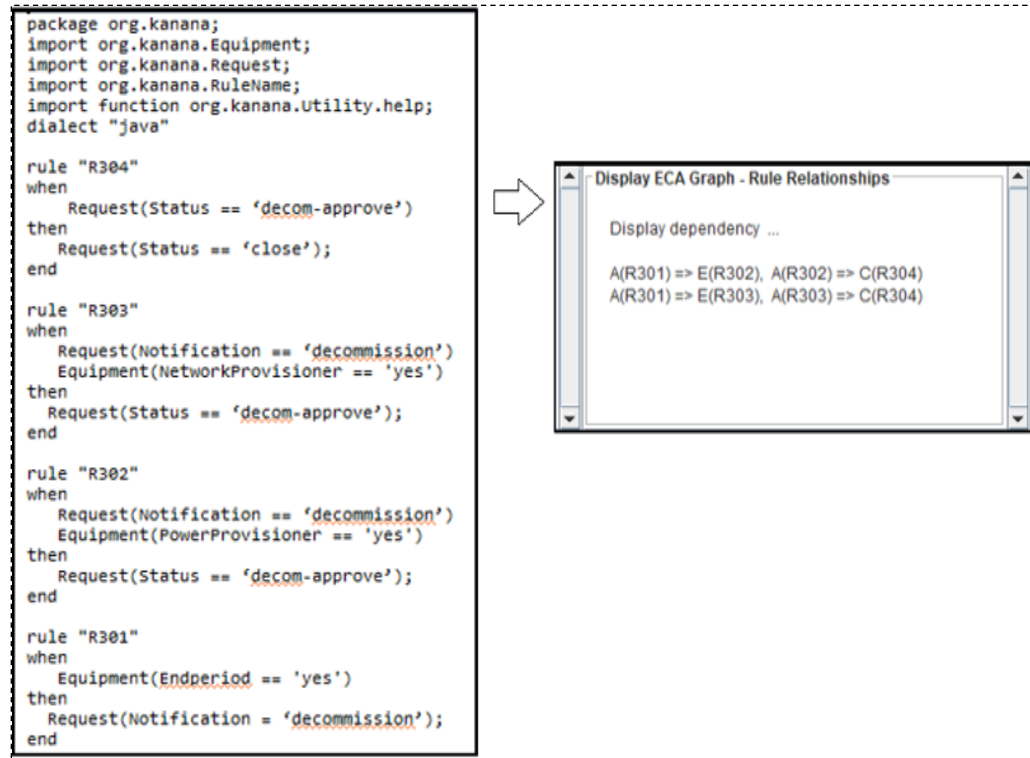 package org.kanana;
import org.kanana.Equipment;
import org.kanana.Request;
import org.kanana.RuleName;
import function org.kanana.Utility.help;
dialect "java"
rule "R304"
when
Request(Status == ‘decom-approve’)
then
Request(Status == ‘close’);
end
rule "R303"
when
Request(Notification == ‘decommission’)
Equipment(NetworkProvisioner == 'yes')
then
Request(Status == ‘decom-approve’);
end
rule "R302"
when
Request(Notification == ‘decommission’)
Equipment(PowerProvisioner == 'yes')
then
Request(Status == ‘decom-approve’);
end
rule "R301"
when
Equipment(Endperiod == 'yes')
then
Request(Notification = ‘decommission’);
end
Display ECA Graph - Rule Relationships
Display dependency ...
A(R301) => E(R302), A(R302) => C(R304)
A(R301) => E(R303), A(R303) => C(R304)